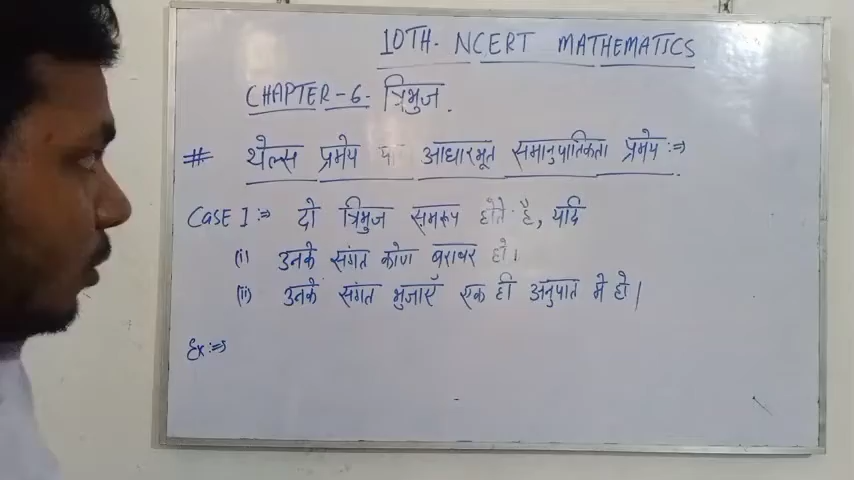 10TH. NCERT MATHEMATICS
CHAPTER-6. त्रिभुज.
# थेल्स प्रमेय या आधारभूत समानुपातिकता प्रमेय :⇒
Case I :⇒ दो त्रिभुज समरूप होते है, यदि
(i) उनके संगत कोण बराबर हो।
(ii) उनके संगत भुजाएँ एक ही अनुपात मे हो।
Ex :⇒